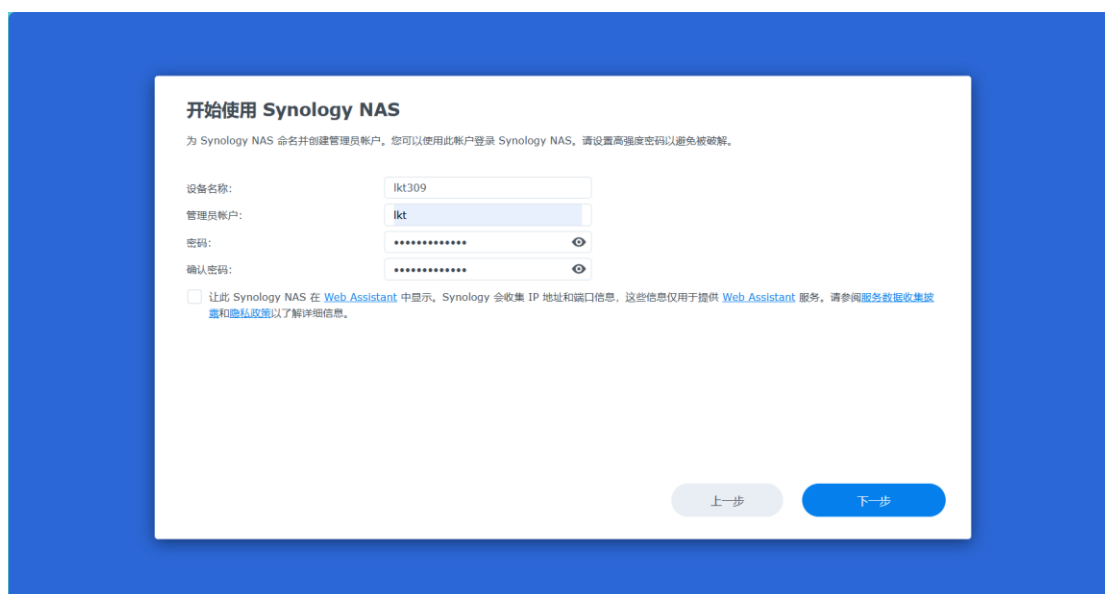 开始使用 Synology NAS
为 Synology NAS 命名并创建管理员帐户。您可以使用此帐户登录 Synology NAS。请设置高强度密码以避免被破解。
设备名称: lkt309
管理员帐户: lkt
密码: •••••••••••••
确认密码: •••••••••••••
让此 Synology NAS 在 Web Assistant 中显示。Synology 会收集 IP 地址和端口信息，这些信息仅用于提供 Web Assistant 服务。请参阅服务数据收集披
露和隐私政策以了解详细信息。
上一步 下一步